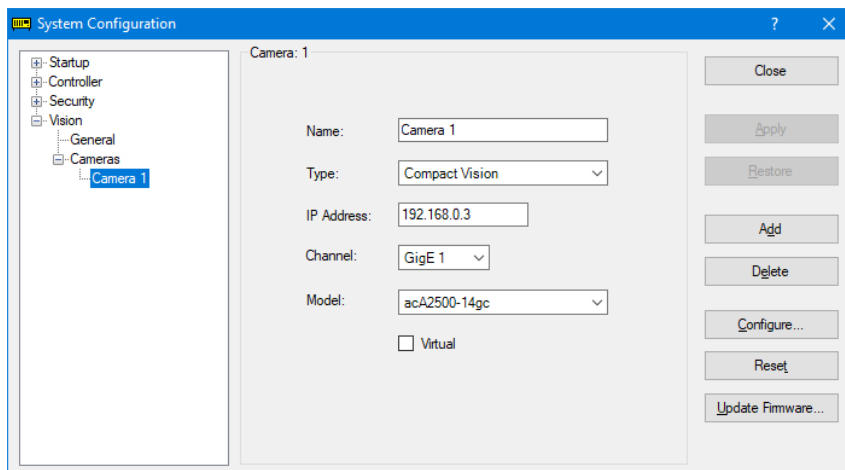 System Configuration
Startup
Controller
Security
Vision
General
Cameras
Camera 1
Camera: 1
Name: Camera 1
Type: Compact Vision
IP Address: 192.168.0.3
Channel: GigE 1
Model: acA2500-14gc
Virtual
Close
Apply
Restore
Add
Delete
Configure...
Reset
Update Firmware...